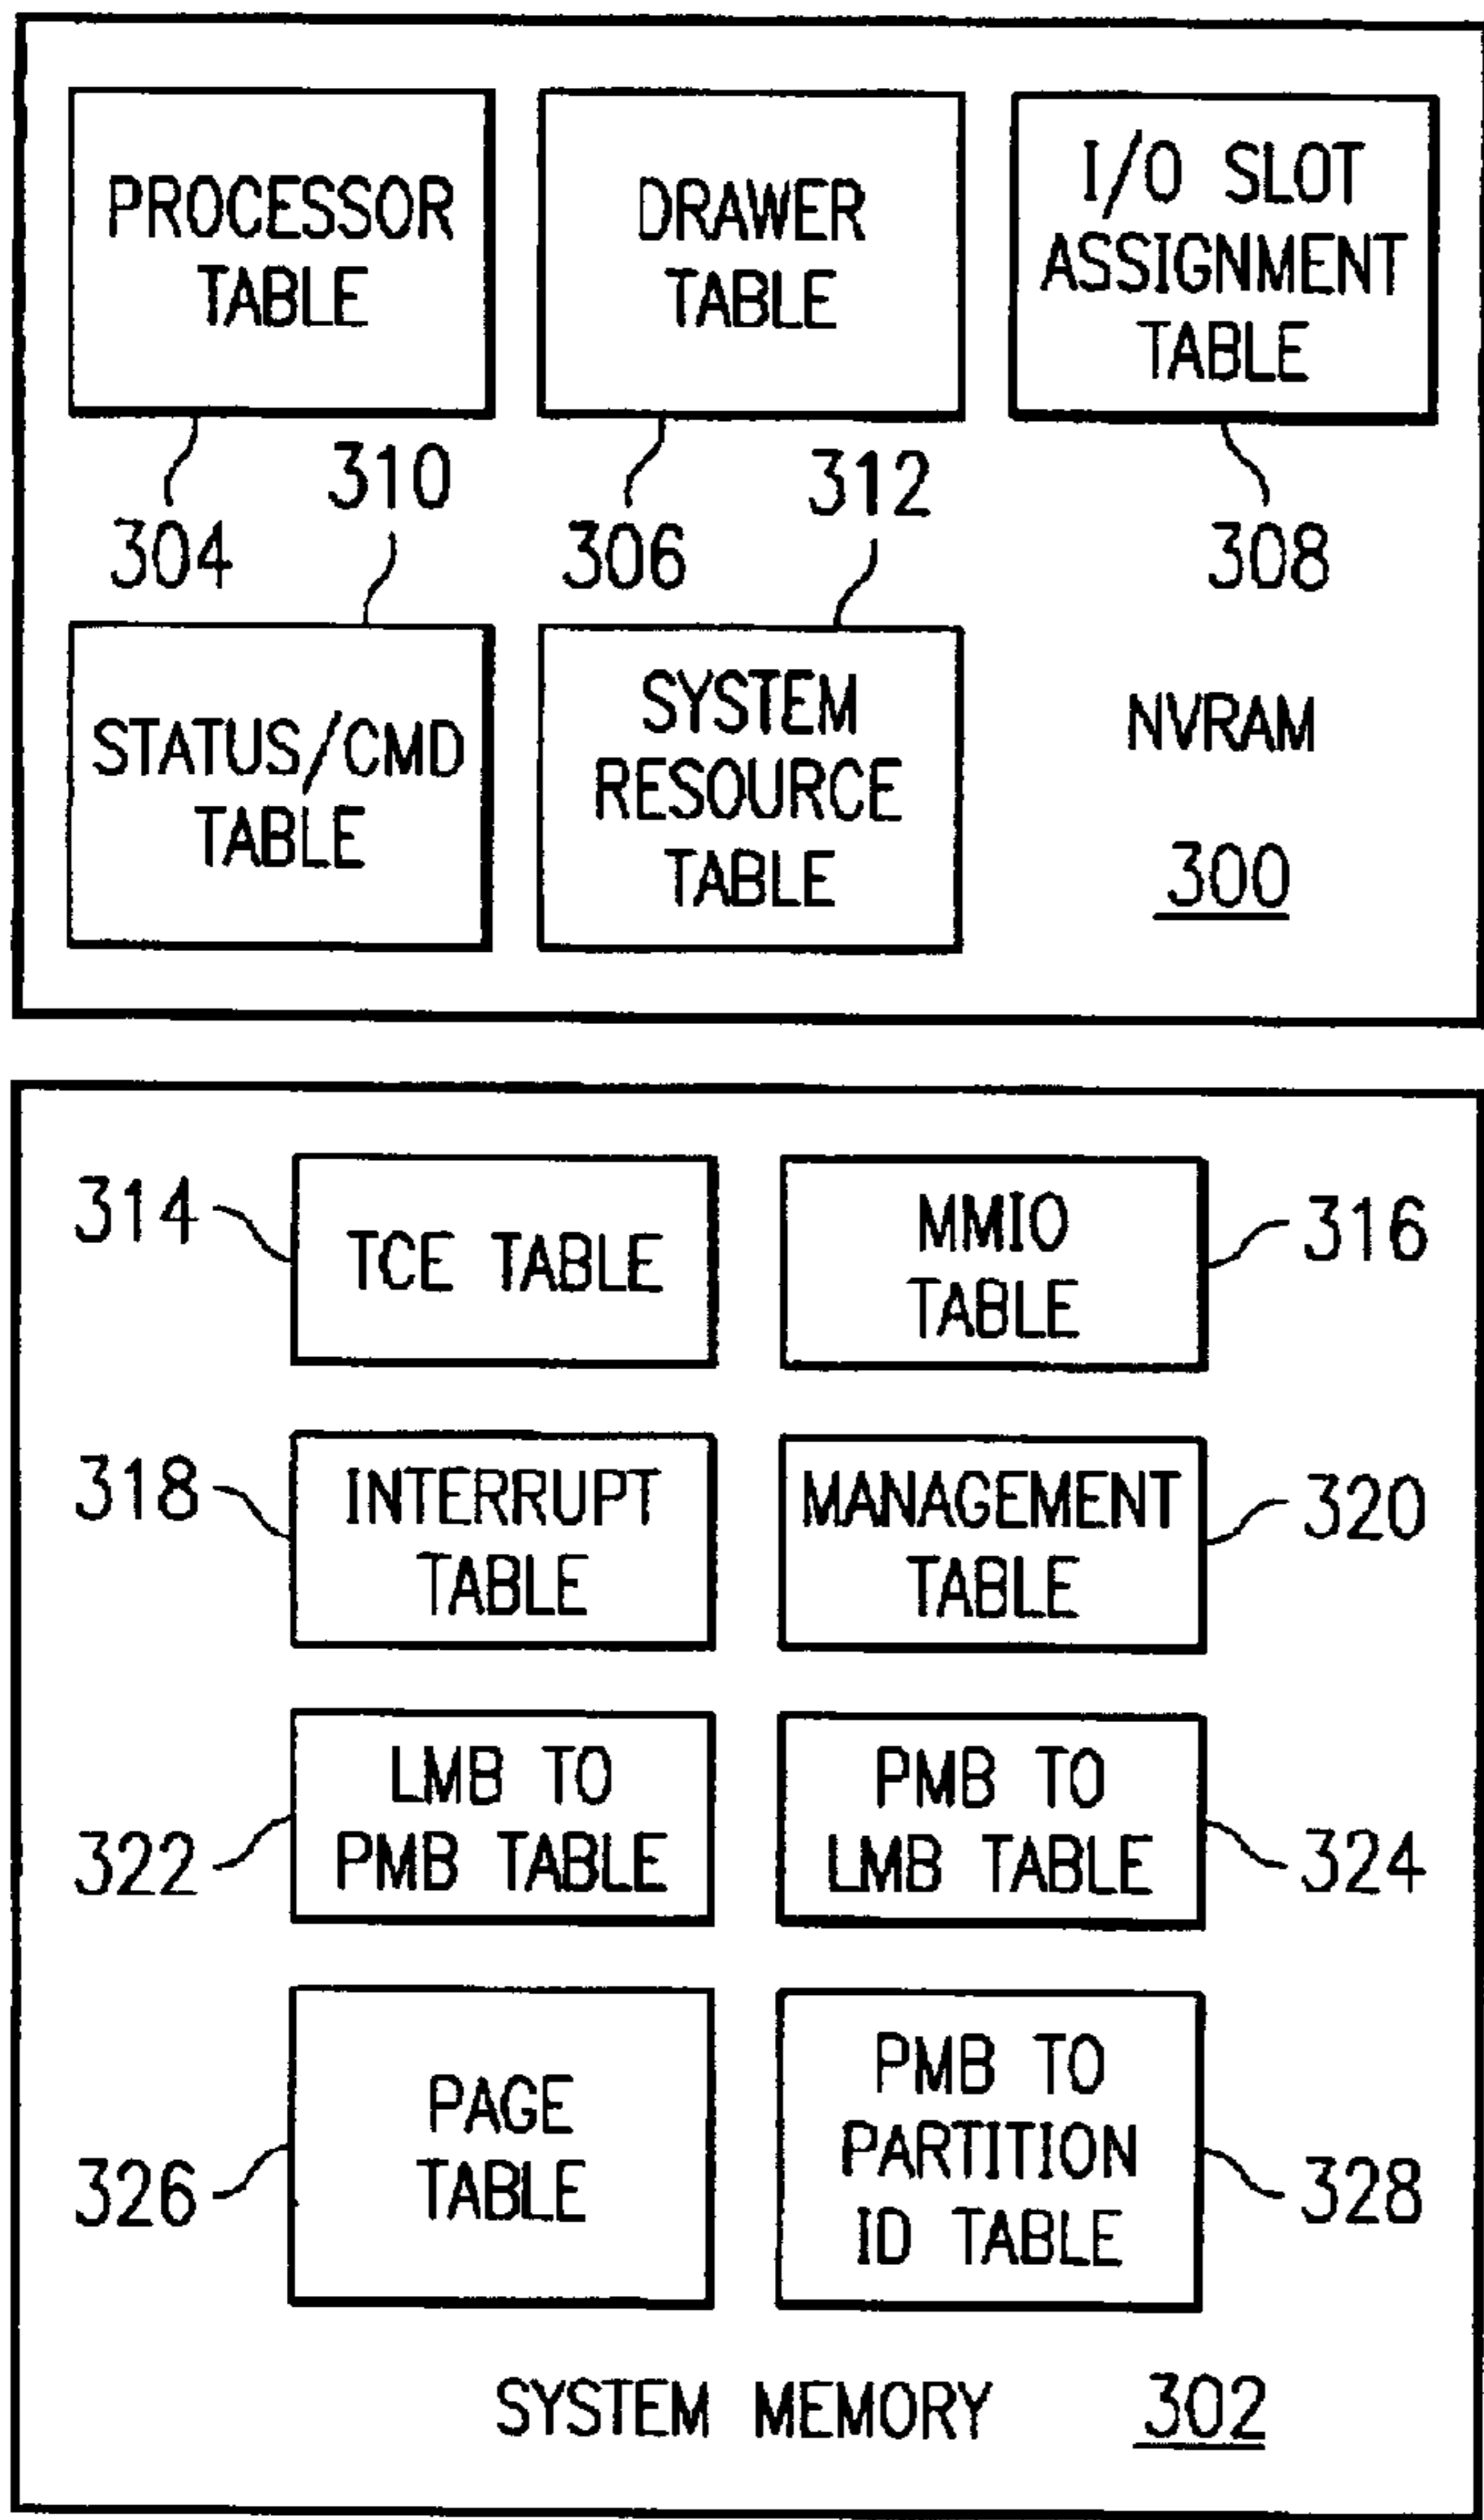 PROCESSOR
TABLE
DRAWER
TABLE
I/O SLOT
ASSIGNMENT
TABLE
304
310
306
312
308
STATUS/CMD
TABLE
SYSTEM
RESOURCE
TABLE
NVRAM
300
314
TCE TABLE
MMIO
TABLE
316
318
INTERRUPT
TABLE
MANAGEMENT
TABLE
320
322
LMB TO
PMB TABLE
PMB TO
LMB TABLE
324
326
PAGE
TABLE
PMB TO
PARTITION
ID TABLE
328
SYSTEM MEMORY
302